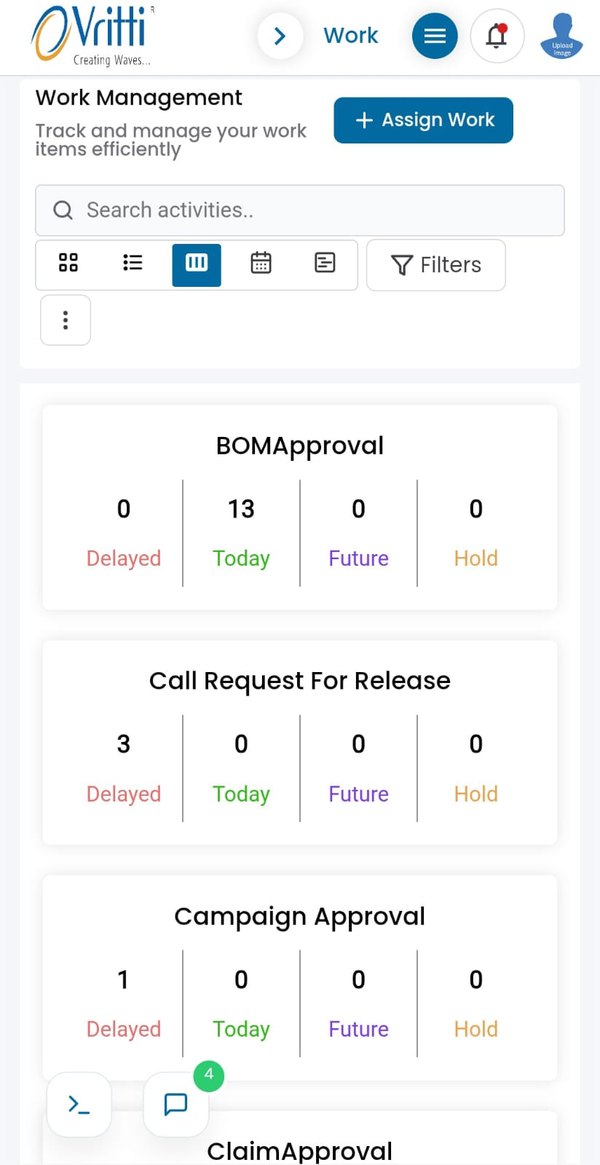 Vritti
Creating Waves...
Work
Upload
Image
Work Management
Track and manage your work
items efficiently
+ Assign Work
Search activities..
Filters
BOMApproval
0 13 0 0
Delayed Today Future Hold
Call Request For Release
3 0 0 0
Delayed Today Future Hold
Campaign Approval
1 0 0 0
Delayed Today Future Hold
4
ClaimApproval